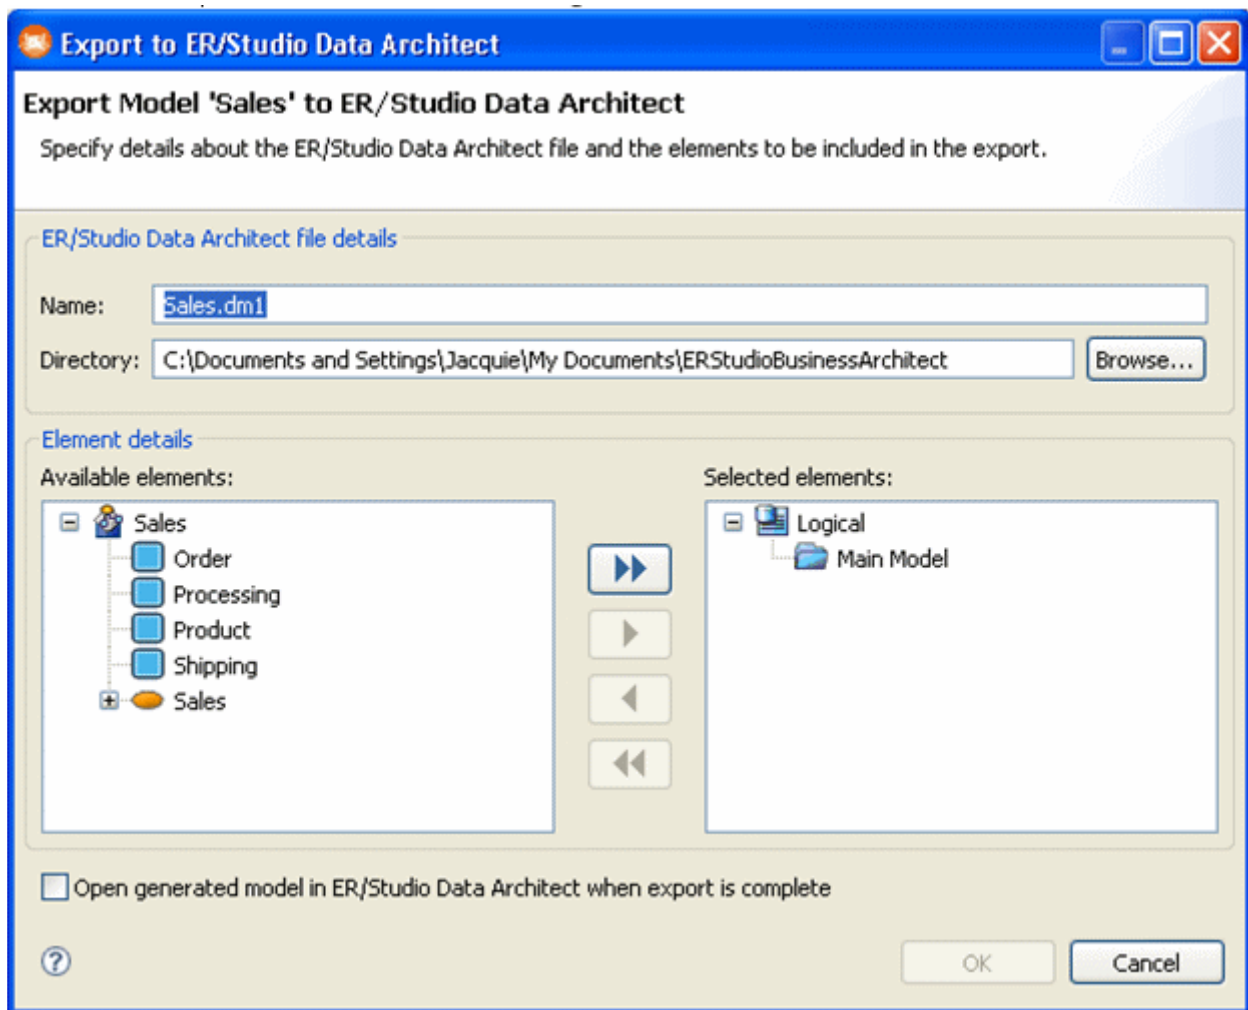 Export to ER/Studio Data Architect
Export Model 'Sales' to ER/Studio Data Architect
Specify details about the ER/Studio Data Architect file and the elements to be included in the export.
ER/Studio Data Architect file details
Name: Sales.dm1
Directory: C:\Documents and Settings\Jacquie\My Documents\ERStudioBusinessArchitect Browse...
Element details
Available elements:
Sales
Order
Processing
Product
Shipping
Sales
Selected elements:
Logical
Main Model
Open generated model in ER/Studio Data Architect when export is complete
?
OK Cancel